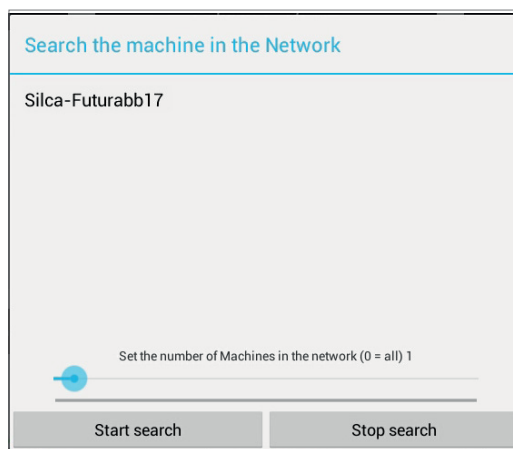 Search the machine in the Network
Silca-Futurabb17
Set the number of Machines in the network (0 = all) 1
Start search
Stop search